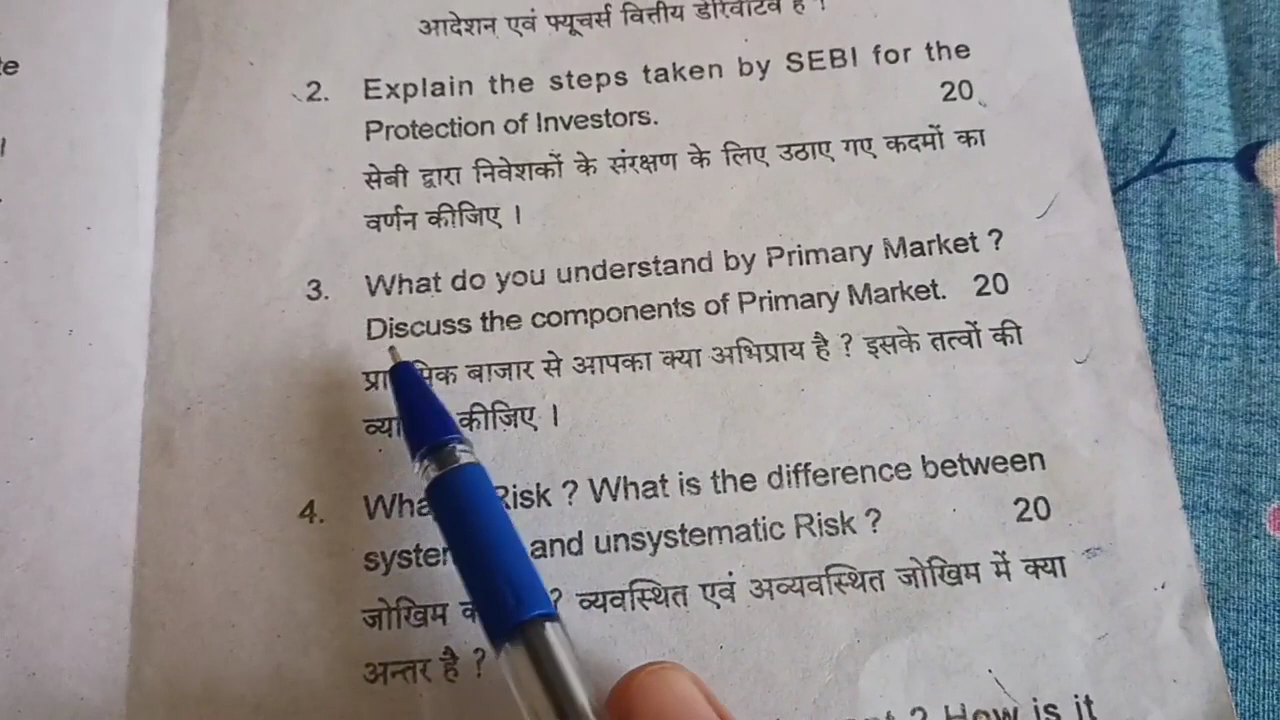 आदेशन एवं फ्यूचर्स वित्तीय डेरिवेटिव हैं ।
2. Explain the steps taken by SEBI for the
Protection of Investors. 20
सेबी द्वारा निवेशकों के संरक्षण के लिए उठाए गए कदमों का
वर्णन कीजिए ।
3. What do you understand by Primary Market ?
Discuss the components of Primary Market. 20
बाजार से आपका क्या अभिप्राय है ? इसके तत्वों की
कीजिए ।
4. Risk ? What is the difference between
and unsystematic Risk ? 20
जोखिम ? व्यवस्थित एवं अव्यवस्थित जोखिम में क्या
अन्तर है ?
? How is it